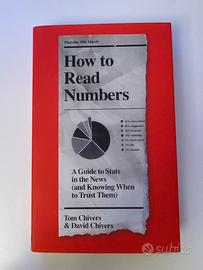 Thursday 18th March
How to
Read
Numbers
A Guide to Stats
in the News
(and Knowing When
to Trust Them)
Tom Chivers
& David Chivers
subito